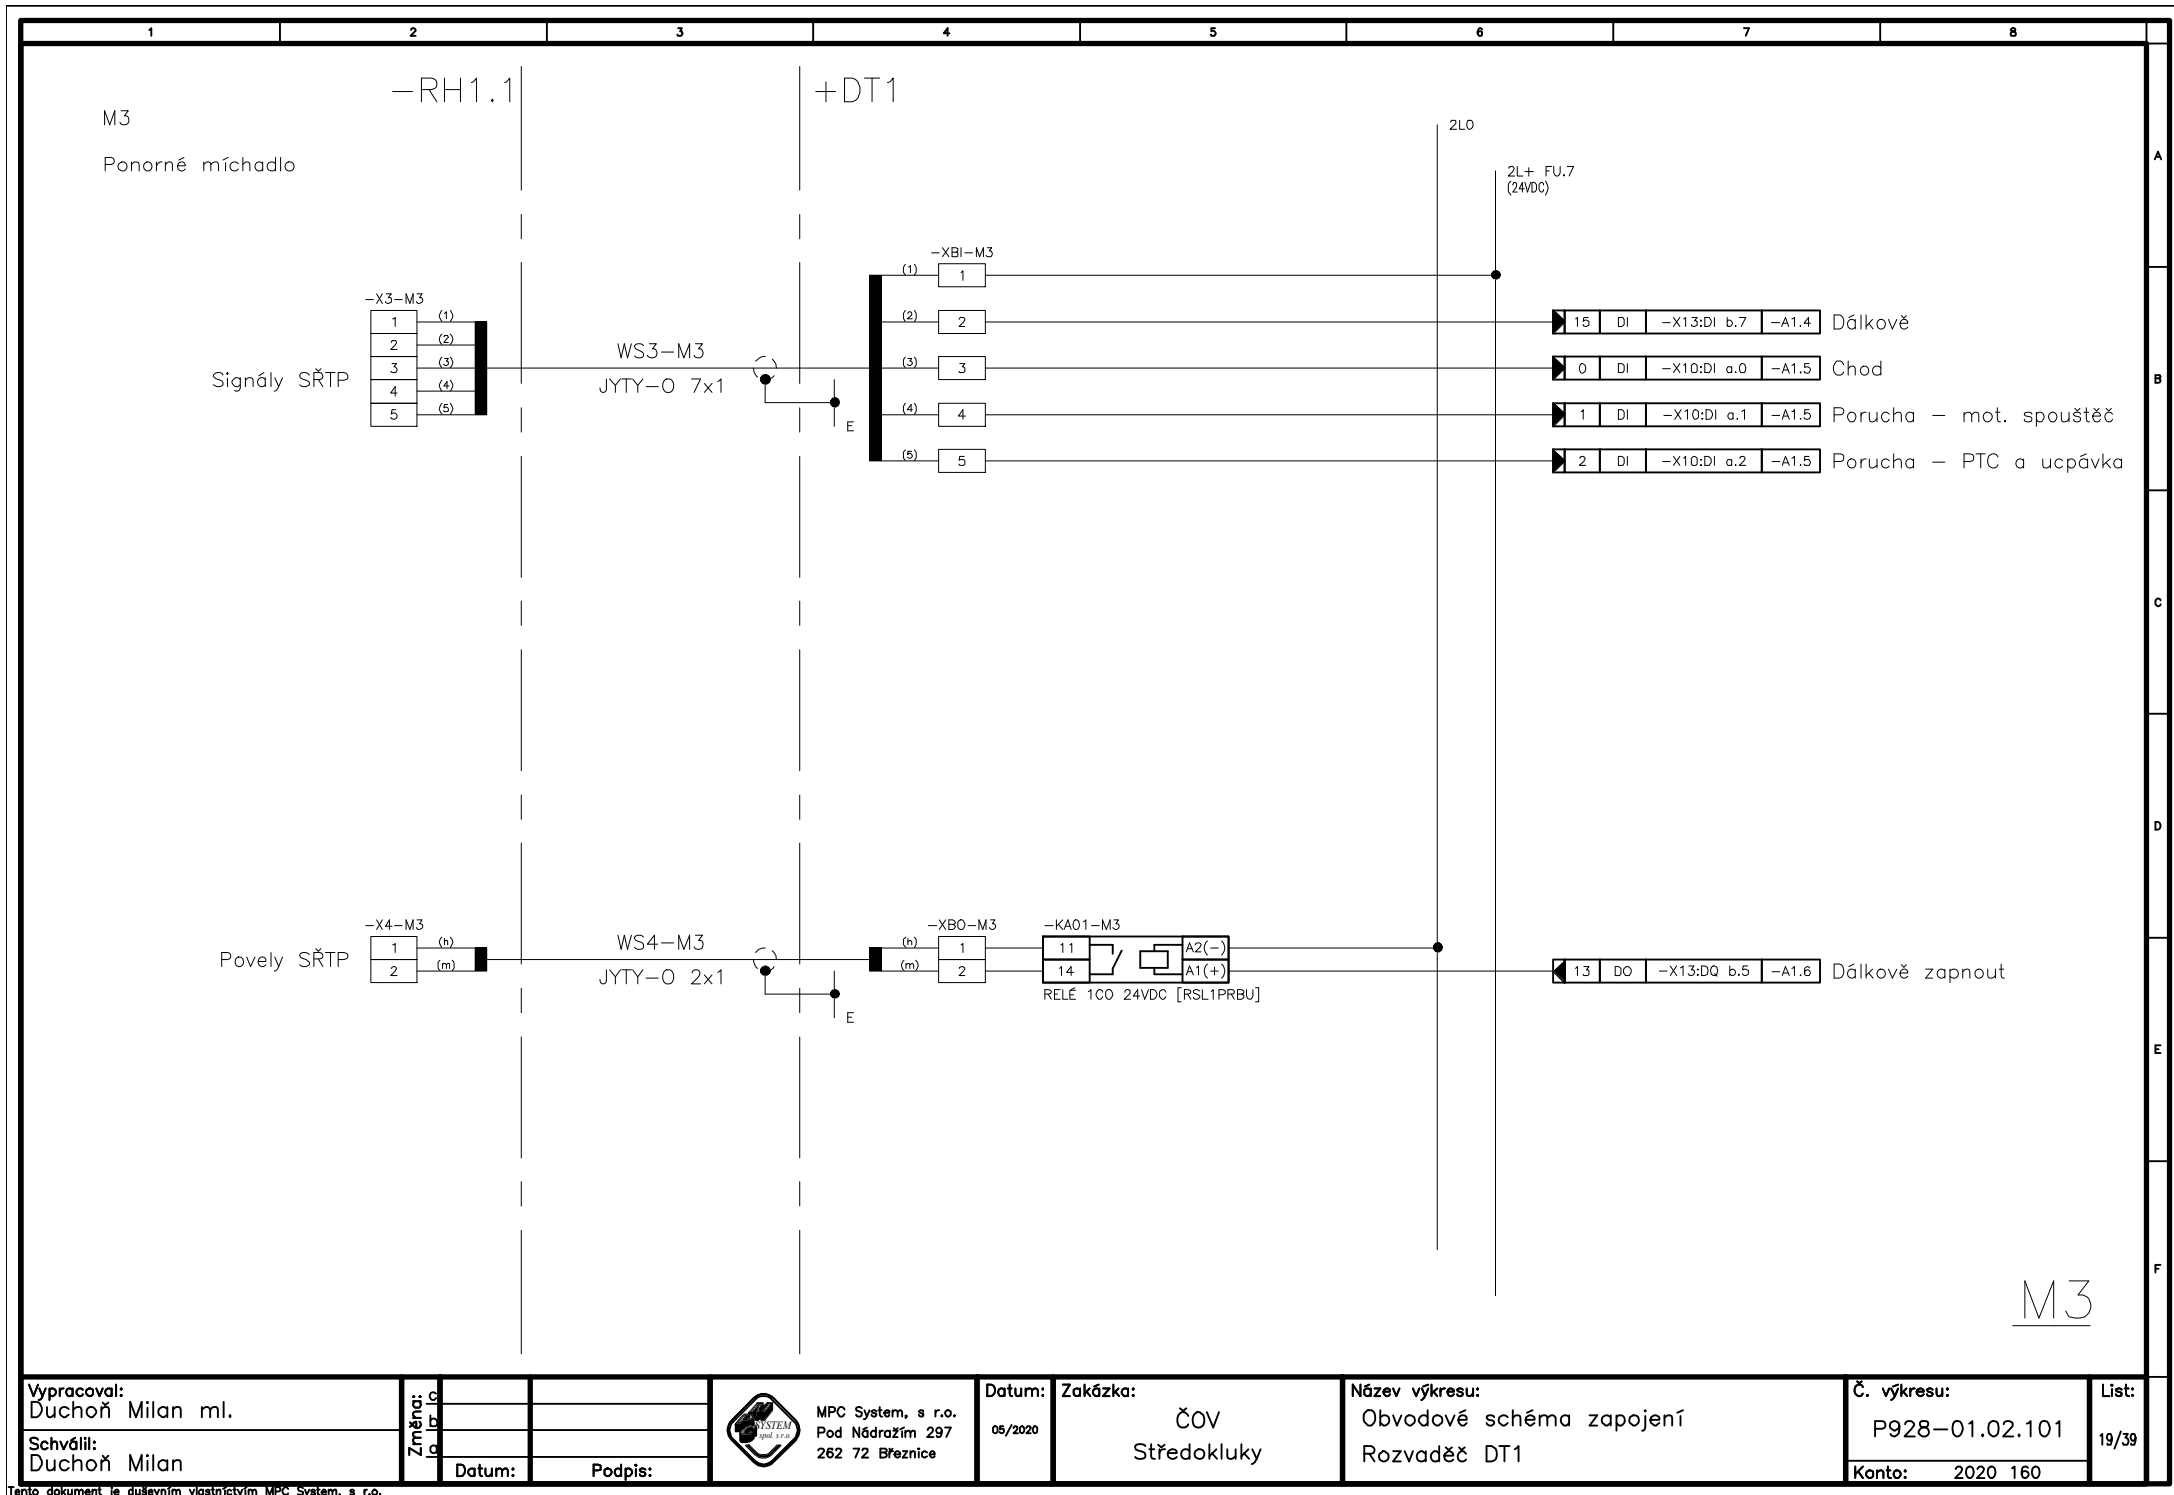 1 2 3 4 5 6 7 8
-RH1.1
+DT1
M3
Ponorné míchadlo
2L0
2L+ FU.7
(24VDC)
A
B
C
D
E
F
-X3-M3
1 (1)
2 (2)
3 (3)
4 (4)
5 (5)
Signály SŘTP
WS3-M3
JYTY-O 7x1
E
-XBI-M3
(1) 1
(2) 2
(3) 3
(4) 4
(5) 5
15 DI -X13:DI b.7 -A1.4 Dálkově
0 DI -X10:DI a.0 -A1.5 Chod
1 DI -X10:DI a.1 -A1.5 Porucha - mot. spouštěč
2 DI -X10:DI a.2 -A1.5 Porucha - PTC a ucpávka
-X4-M3
Povely SŘTP
1 (h)
2 (m)
WS4-M3
JYTY-O 2x1
E
-XBO-M3
(h) 1
(m) 2
-KA01-M3
11 A2(-)
14 A1(+)
RELÉ 1CO 24VDC [RSL1PRBU]
13 DO -X13:DQ b.5 -A1.6 Dálkově zapnout
M3
Vypracoval:
Duchoň Milan ml.
Schválil:
Duchoň Milan
Změna:
c
b
a
Datum: Podpis:
SYSTEM
spol. s r.o.
MPC System, s r.o.
Pod Nádražím 297
262 72 Březnice
Datum:
05/2020
Zakázka:
ČOV
Středokluky
Název výkresu:
Obvodové schéma zapojení
Rozvaděč DT1
Č. výkresu:
P928-01.02.101
Konto: 2020 160
List:
19/39
Tento dokument je duševním vlastnictvím MPC System, s r.o.